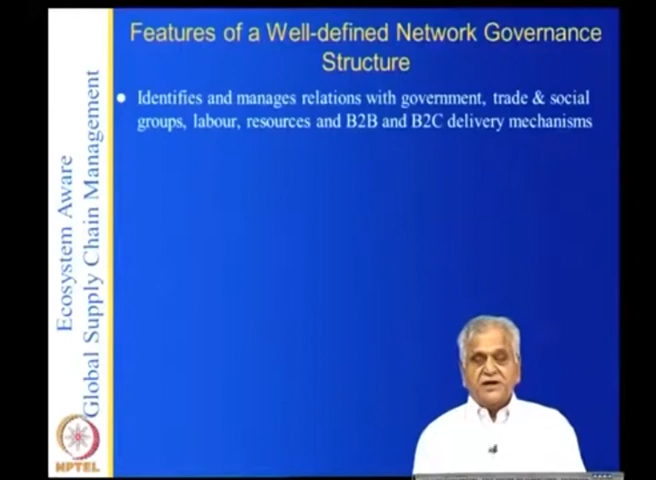 Features of a Well-defined Network Governance
Structure
Identifies and manages relations with government, trade & social
groups, labour, resources and B2B and B2C delivery mechanisms
Ecosystem Aware
Global Supply Chain Management
NPTEL